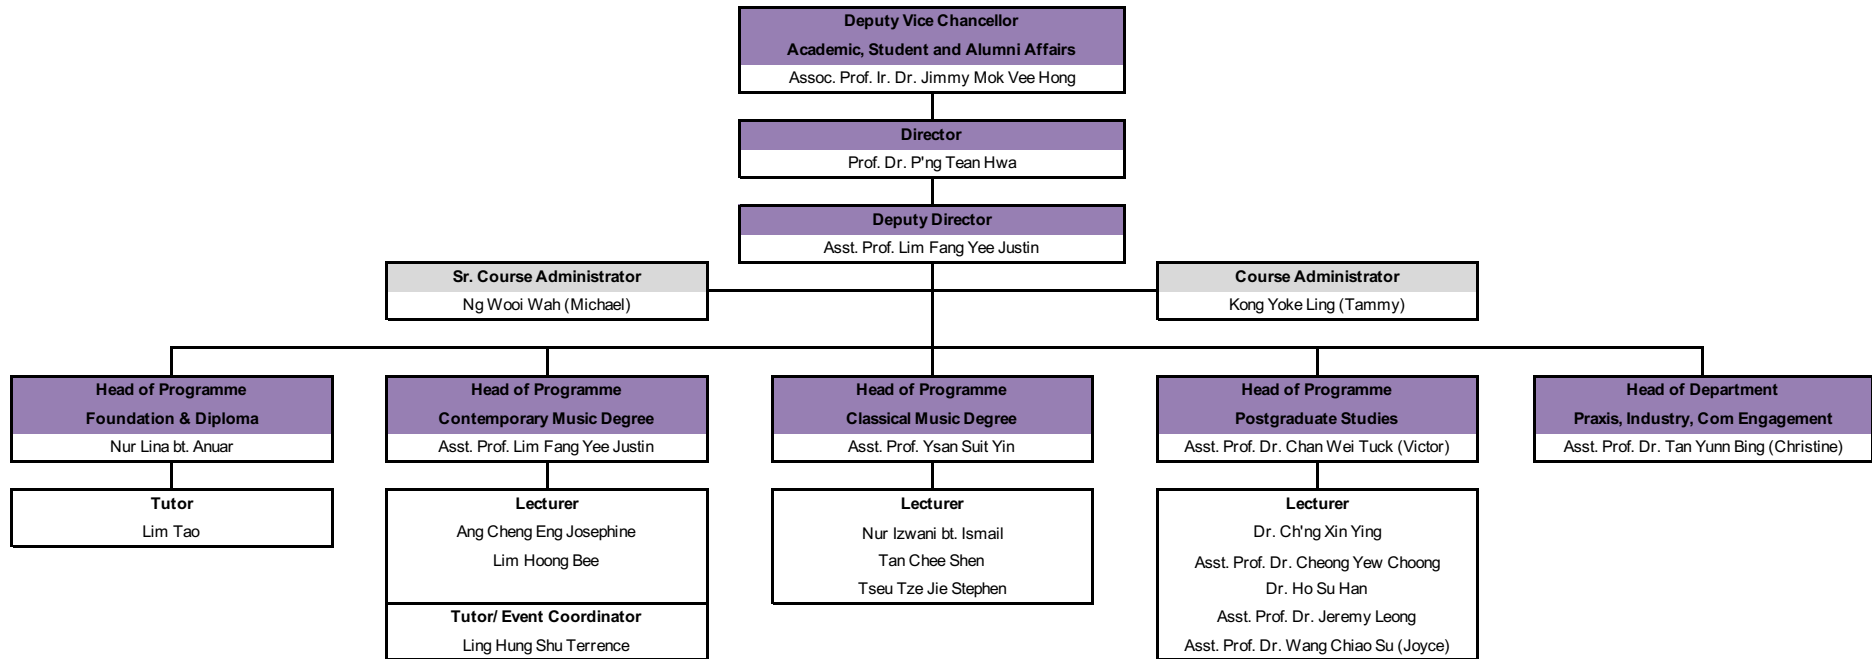 Deputy Vice Chancellor
Academic, Student and Alumni Affairs
Assoc. Prof. Ir. Dr. Jimmy Mok Vee Hong
Director
Prof. Dr. P'ng Tean Hwa
Deputy Director
Asst. Prof. Lim Fang Yee Justin
Sr. Course Administrator
Ng Wooi Wah (Michael)
Course Administrator
Kong Yoke Ling (Tammy)
Head of Programme
Foundation & Diploma
Nur Lina bt. Anuar
Tutor
Lim Tao
Head of Programme
Contemporary Music Degree
Asst. Prof. Lim Fang Yee Justin
Lecturer
Ang Cheng Eng Josephine
Lim Hoong Bee
Tutor/ Event Coordinator
Ling Hung Shu Terrence
Head of Programme
Classical Music Degree
Asst. Prof. Ysan Suit Yin
Lecturer
Nur Izwani bt. Ismail
Tan Chee Shen
Tseu Tze Jie Stephen
Head of Programme
Postgraduate Studies
Asst. Prof. Dr. Chan Wei Tuck (Victor)
Lecturer
Dr. Ch'ng Xin Ying
Asst. Prof. Dr. Cheong Yew Choong
Dr. Ho Su Han
Asst. Prof. Dr. Jeremy Leong
Asst. Prof. Dr. Wang Chiao Su (Joyce)
Head of Department
Praxis, Industry, Com Engagement
Asst. Prof. Dr. Tan Yunn Bing (Christine)